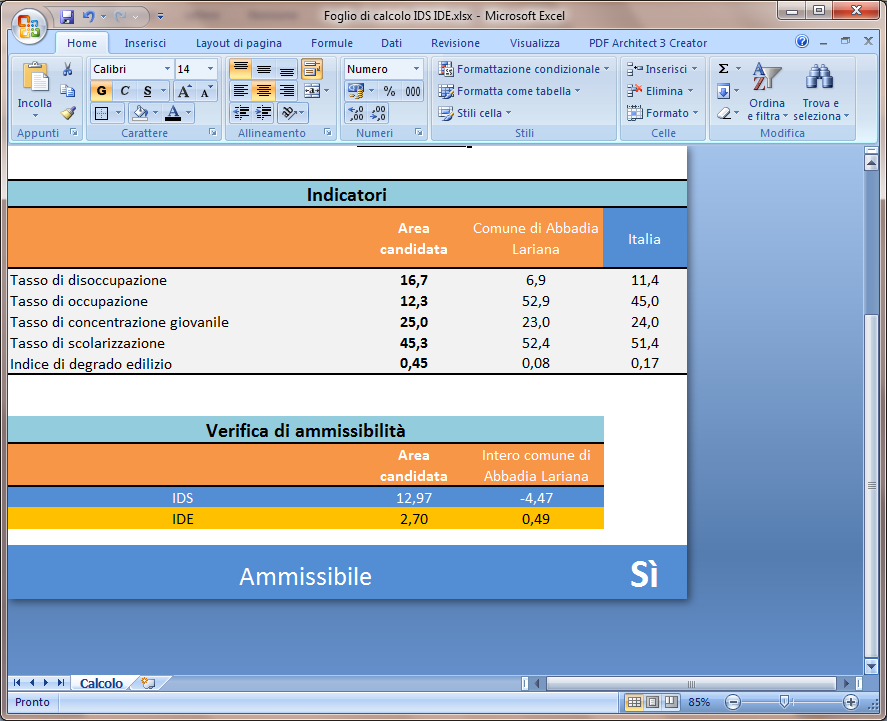 Foglio di calcolo IDS IDE.xlsx - Microsoft Excel
Home Inserisci Layout di pagina Formule Dati Revisione Visualizza PDF Architect 3 Creator
Incolla
Appunti
Calibri 14
G C S A A
A
Carattere
Allineamento
Numero
% 000
,00 ,0
Numeri
Formattazione condizionale
Formatta come tabella
Stili cella
Stili
Inserisci
Elimina
Formato
Celle
Σ
Ordina e filtra
Trova e seleziona
Modifica
Indicatori
Area candidata
Comune di Abbadia Lariana
Italia
Tasso di disoccupazione 16,7 6,9 11,4
Tasso di occupazione 12,3 52,9 45,0
Tasso di concentrazione giovanile 25,0 23,0 24,0
Tasso di scolarizzazione 45,3 52,4 51,4
Indice di degrado edilizio 0,45 0,08 0,17
Verifica di ammissibilità
Area candidata
Intero comune di Abbadia Lariana
IDS 12,97 -4,47
IDE 2,70 0,49
Ammissibile Sì
Calcolo
Pronto 85%